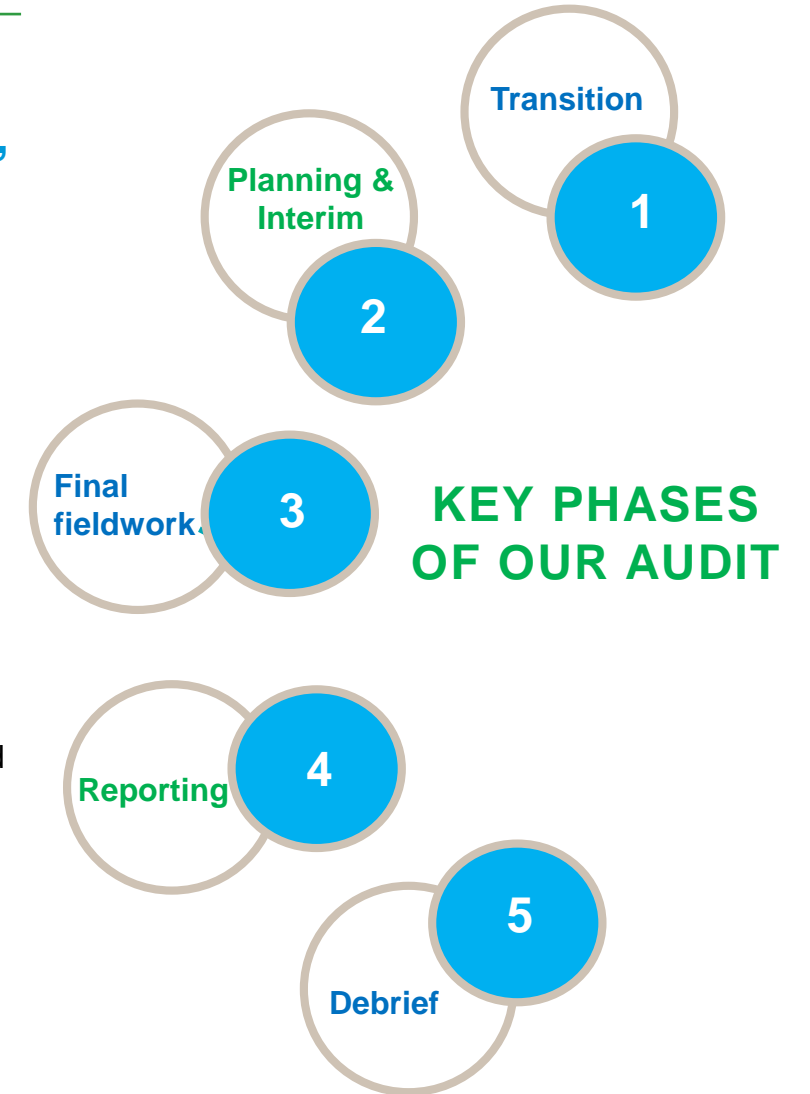 Transition
1
Planning &
Interim
2
Final
fieldwork
3
KEY PHASES
OF OUR AUDIT
Reporting
4
5
Debrief